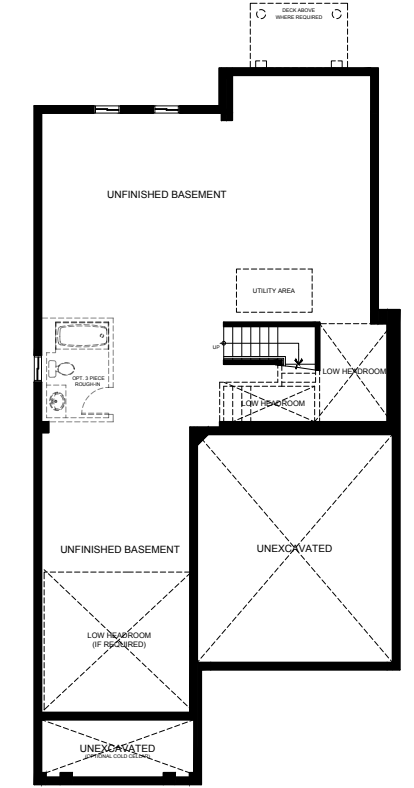 DECK ABOVE
WHERE REQUIRED
UNFINISHED BASEMENT
UTILITY AREA
UP
LOW HEADROOM
OPT. 3 PIECE
ROUGH-IN
LOW HEADROOM
UNFINISHED BASEMENT
UNEXCAVATED
LOW HEADROOM
(IF REQUIRED)
UNEXCAVATED
(OPTIONAL COLD CELLAR)